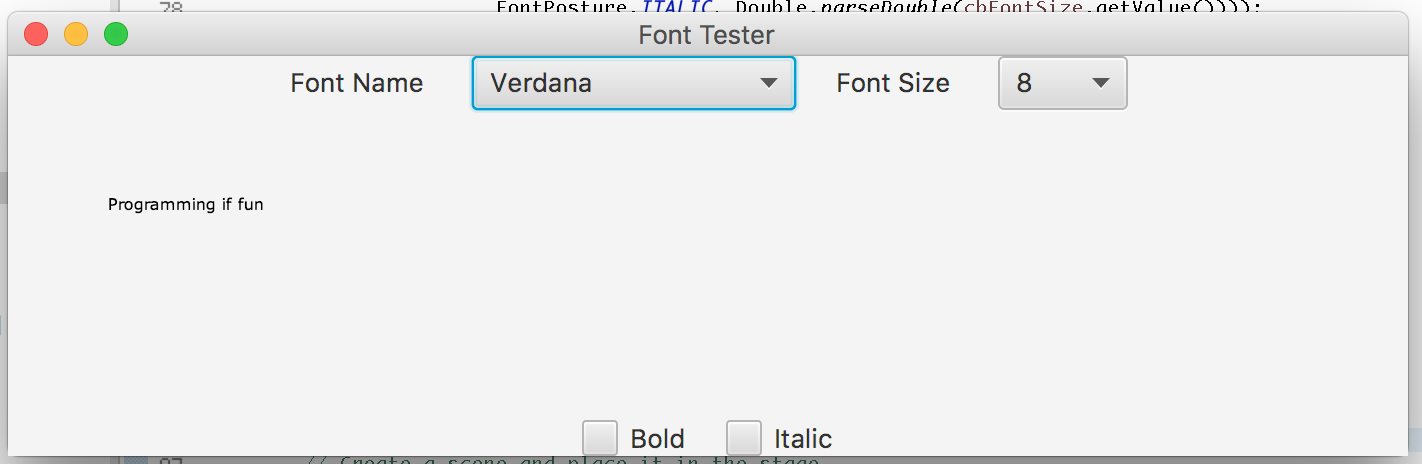 78 FontPosture.ITALIC, Double.parseDouble(cbFontSize.getValue())));
Font Tester
Font Name Verdana Font Size 8
Programming if fun
Bold Italic
// Create a scene and place it in the stage